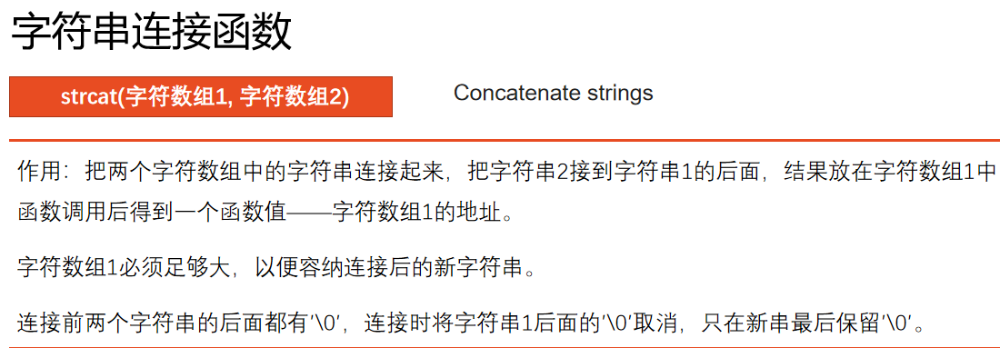 字符串连接函数
strcat(字符数组1, 字符数组2)
Concatenate strings
作用：把两个字符数组中的字符串连接起来，把字符串2接到字符串1的后面，结果放在字符数组1中
函数调用后得到一个函数值——字符数组1的地址。
字符数组1必须足够大，以便容纳连接后的新字符串。
连接前两个字符串的后面都有'\0'，连接时将字符串1后面的'\0'取消，只在新串最后保留'\0'。